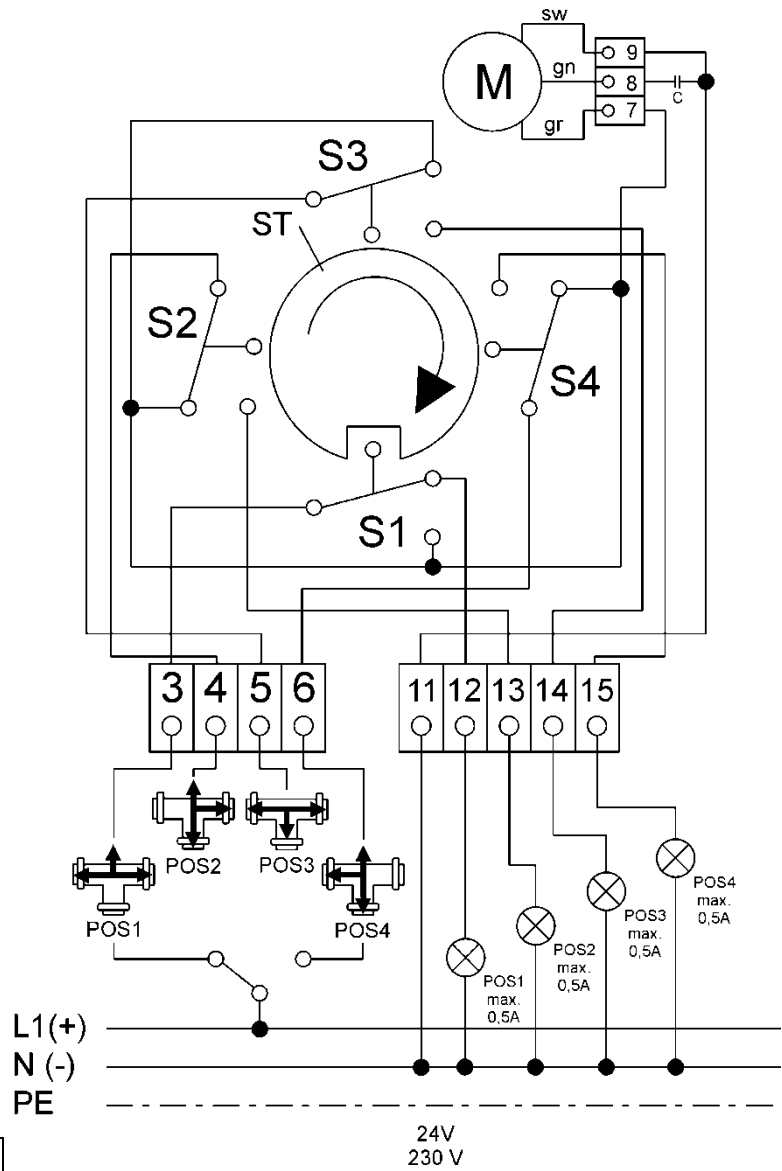 sw
M
gn
gr
9
8
7
C
S3
ST
S2
S4
S1
3 4 5 6
11 12 13 14 15
POS1
POS2
POS3
POS4
POS1
max.
0,5A
POS2
max.
0,5A
POS3
max.
0,5A
POS4
max.
0,5A
L1(+)
N (-)
PE
24V
230 V